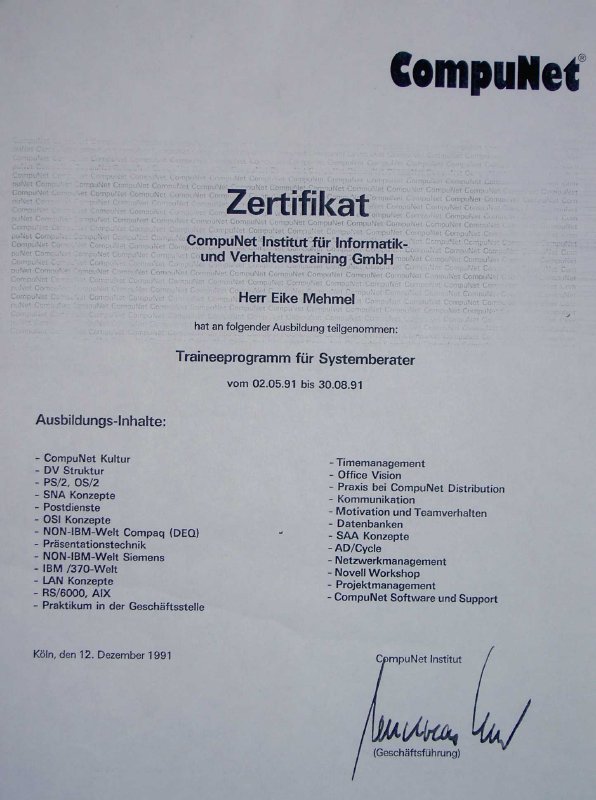 CompuNet®
Zertifikat
CompuNet Institut für Informatik-
und Verhaltenstraining GmbH
Herr Eike Mehmel
hat an folgender Ausbildung teilgenommen:
Traineeprogramm für Systemberater
vom 02.05.91 bis 30.08.91
Ausbildungs-Inhalte:
- CompuNet Kultur
- DV Struktur
- PS/2, OS/2
- SNA Konzepte
- Postdienste
- OSI Konzepte
- NON-IBM-Welt Compaq (DEQ)
- Präsentationstechnik
- NON-IBM-Welt Siemens
- IBM /370-Welt
- LAN Konzepte
- RS/6000, AIX
- Praktikum in der Geschäftsstelle
- Timemanagement
- Office Vision
- Praxis bei CompuNet Distribution
- Kommunikation
- Motivation und Teamverhalten
- Datenbanken
- SAA Konzepte
- AD/Cycle
- Netzwerkmanagement
- Novell Workshop
- Projektmanagement
- CompuNet Software und Support
Köln, den 12. Dezember 1991
CompuNet Institut
(Geschäftsführung)